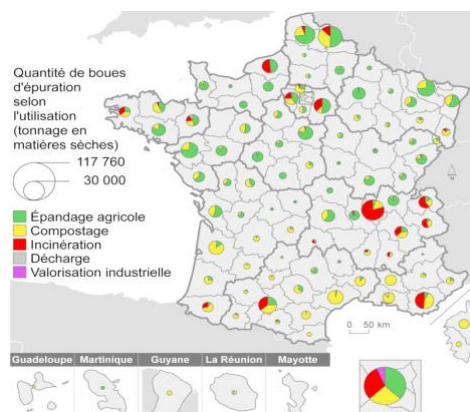 Quantité de boues
d'épuration selon
l'utilisation (tonnage en
matières sèches)
117 760
30 000
Épandage agricole
Compostage
Incinération
Décharge
Valorisation industrielle
N
0 50 km
Guadeloupe Martinique Guyane La Réunion Mayotte